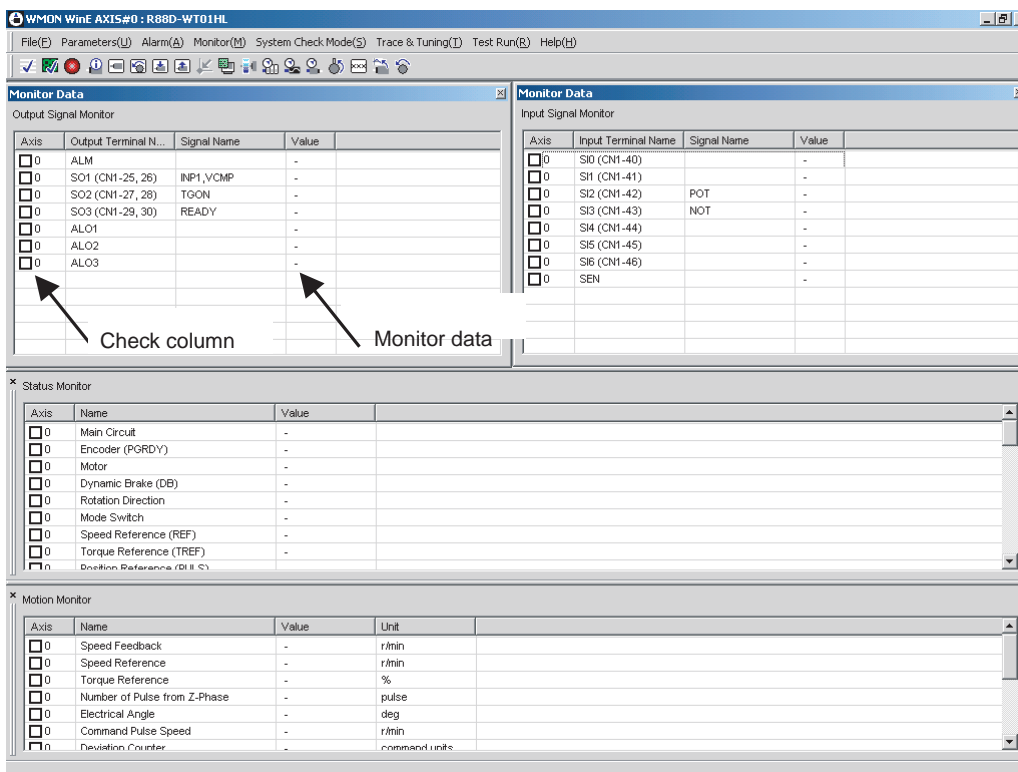 WMON WinE AXIS#0 : R88D-WT01HL
File(F) Parameters(U) Alarm(A) Monitor(M) System Check Mode(S) Trace & Tuning(T) Test Run(R) Help(H)
Monitor Data
Output Signal Monitor
Axis Output Terminal N... Signal Name Value
0 ALM -
0 SO1 (CN1-25, 26) INP1,VCMP -
0 SO2 (CN1-27, 28) TGON -
0 SO3 (CN1-29, 30) READY -
0 ALO1 -
0 ALO2 -
0 ALO3 -
Check column
Monitor data
Monitor Data
Input Signal Monitor
Axis Input Terminal Name Signal Name Value
0 SI0 (CN1-40) -
0 SI1 (CN1-41) -
0 SI2 (CN1-42) POT -
0 SI3 (CN1-43) NOT -
0 SI4 (CN1-44) -
0 SI5 (CN1-45) -
0 SI6 (CN1-46) -
0 SEN -
Status Monitor
Axis Name Value
0 Main Circuit -
0 Encoder (PGRDY) -
0 Motor -
0 Dynamic Brake (DB) -
0 Rotation Direction -
0 Mode Switch -
0 Speed Reference (REF) -
0 Torque Reference (TREF) -
0 Position Reference (PULS)
Motion Monitor
Axis Name Value Unit
0 Speed Feedback - r/min
0 Speed Reference - r/min
0 Torque Reference - %
0 Number of Pulse from Z-Phase - pulse
0 Electrical Angle - deg
0 Command Pulse Speed - r/min
0 Deviation Counter - command units